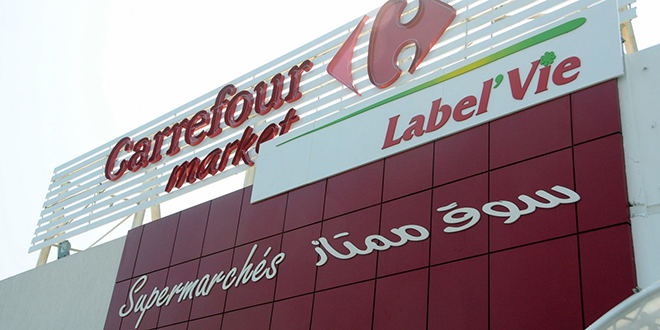 Carrefour
market
Label'Vie
Supermarchés سوق ممتاز